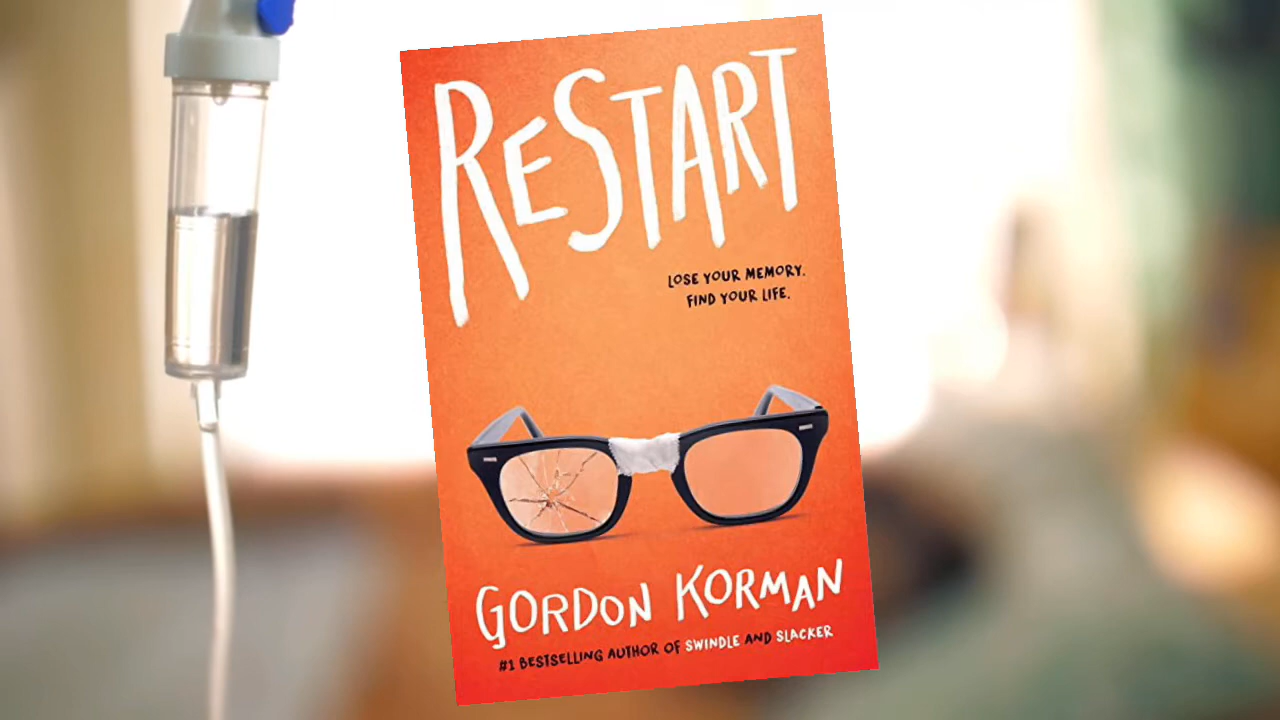 RESTART
LOSE YOUR MEMORY.
FIND YOUR LIFE.
GORDON KORMAN
#1 BESTSELLING AUTHOR OF SWINDLE AND SLACKER